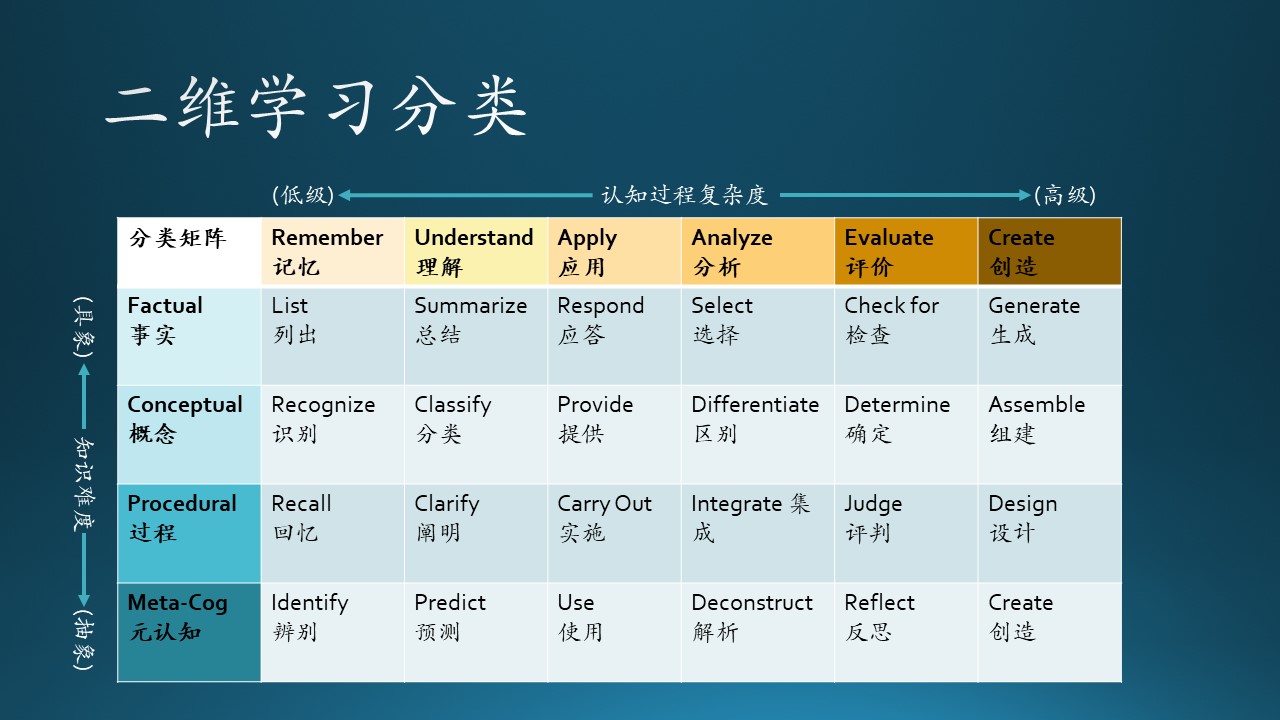 二维学习分类
(低级) 认知过程复杂度 (高级)
分类矩阵 Remember Understand Apply Analyze Evaluate Create
记忆 理解 应用 分析 评价 创造
(具象)
知识难度
(抽象)
Factual List Summarize Respond Select Check for Generate
事实 列出 总结 应答 选择 检查 生成
Conceptual Recognize Classify Provide Differentiate Determine Assemble
概念 识别 分类 提供 区别 确定 组建
Procedural Recall Clarify Carry Out Integrate 集 Judge Design
过程 回忆 阐明 实施 成 评判 设计
Meta-Cog Identify Predict Use Deconstruct Reflect Create
元认知 辨别 预测 使用 解析 反思 创造